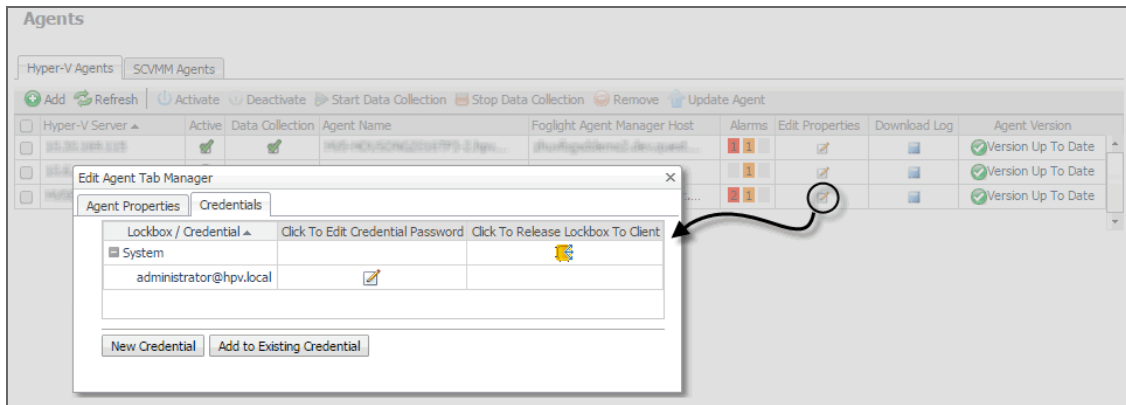 Agents
Hyper-V Agents SCVMM Agents
Add Refresh Activate Deactivate Start Data Collection Stop Data Collection Remove Update Agent
Hyper-V Server Active Data Collection Agent Name Foglight Agent Manager Host Alarms Edit Properties Download Log Agent Version
1 1 Version Up To Date
1 Version Up To Date
2 1 Version Up To Date
Edit Agent Tab Manager
Agent Properties Credentials
Lockbox / Credential Click To Edit Credential Password Click To Release Lockbox To Client
System
administrator@hpv.local
New Credential Add to Existing Credential